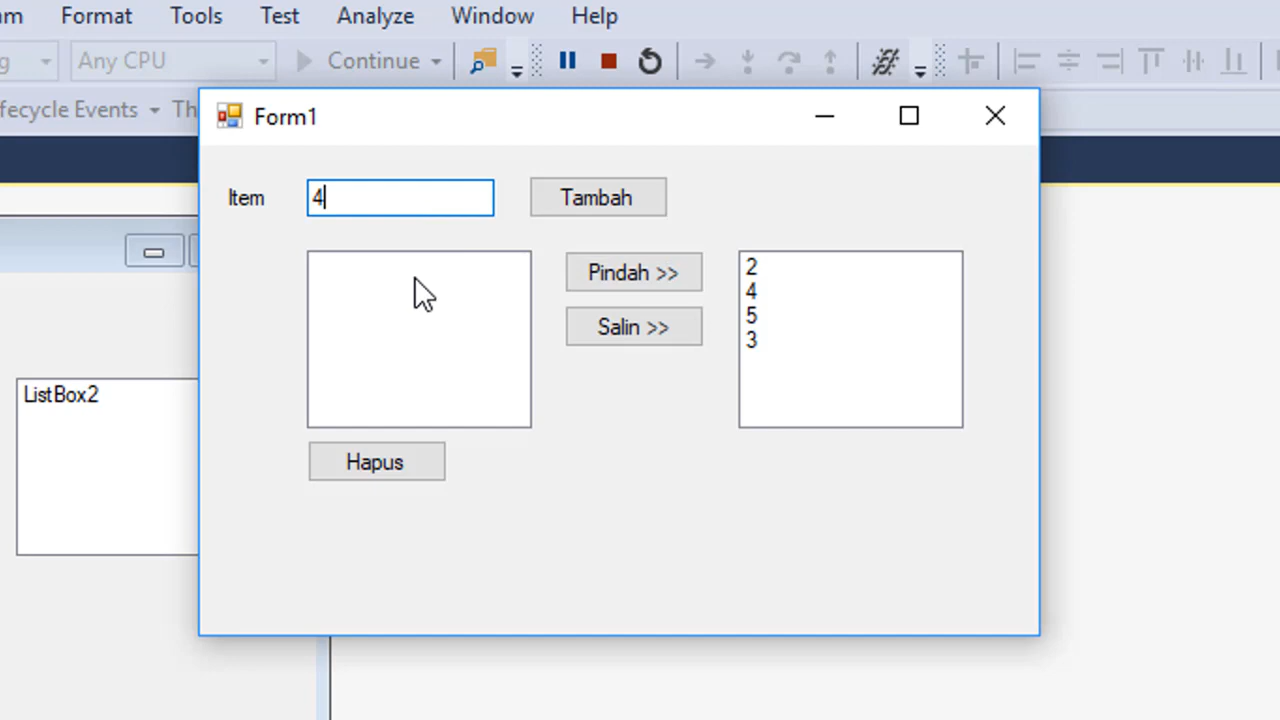 am Format Tools Test Analyze Window Help
g Any CPU Continue
fecycle Events Th
Form1
Item 4 Tambah
Pindah >>
Salin >>
2
4
5
3
ListBox2
Hapus